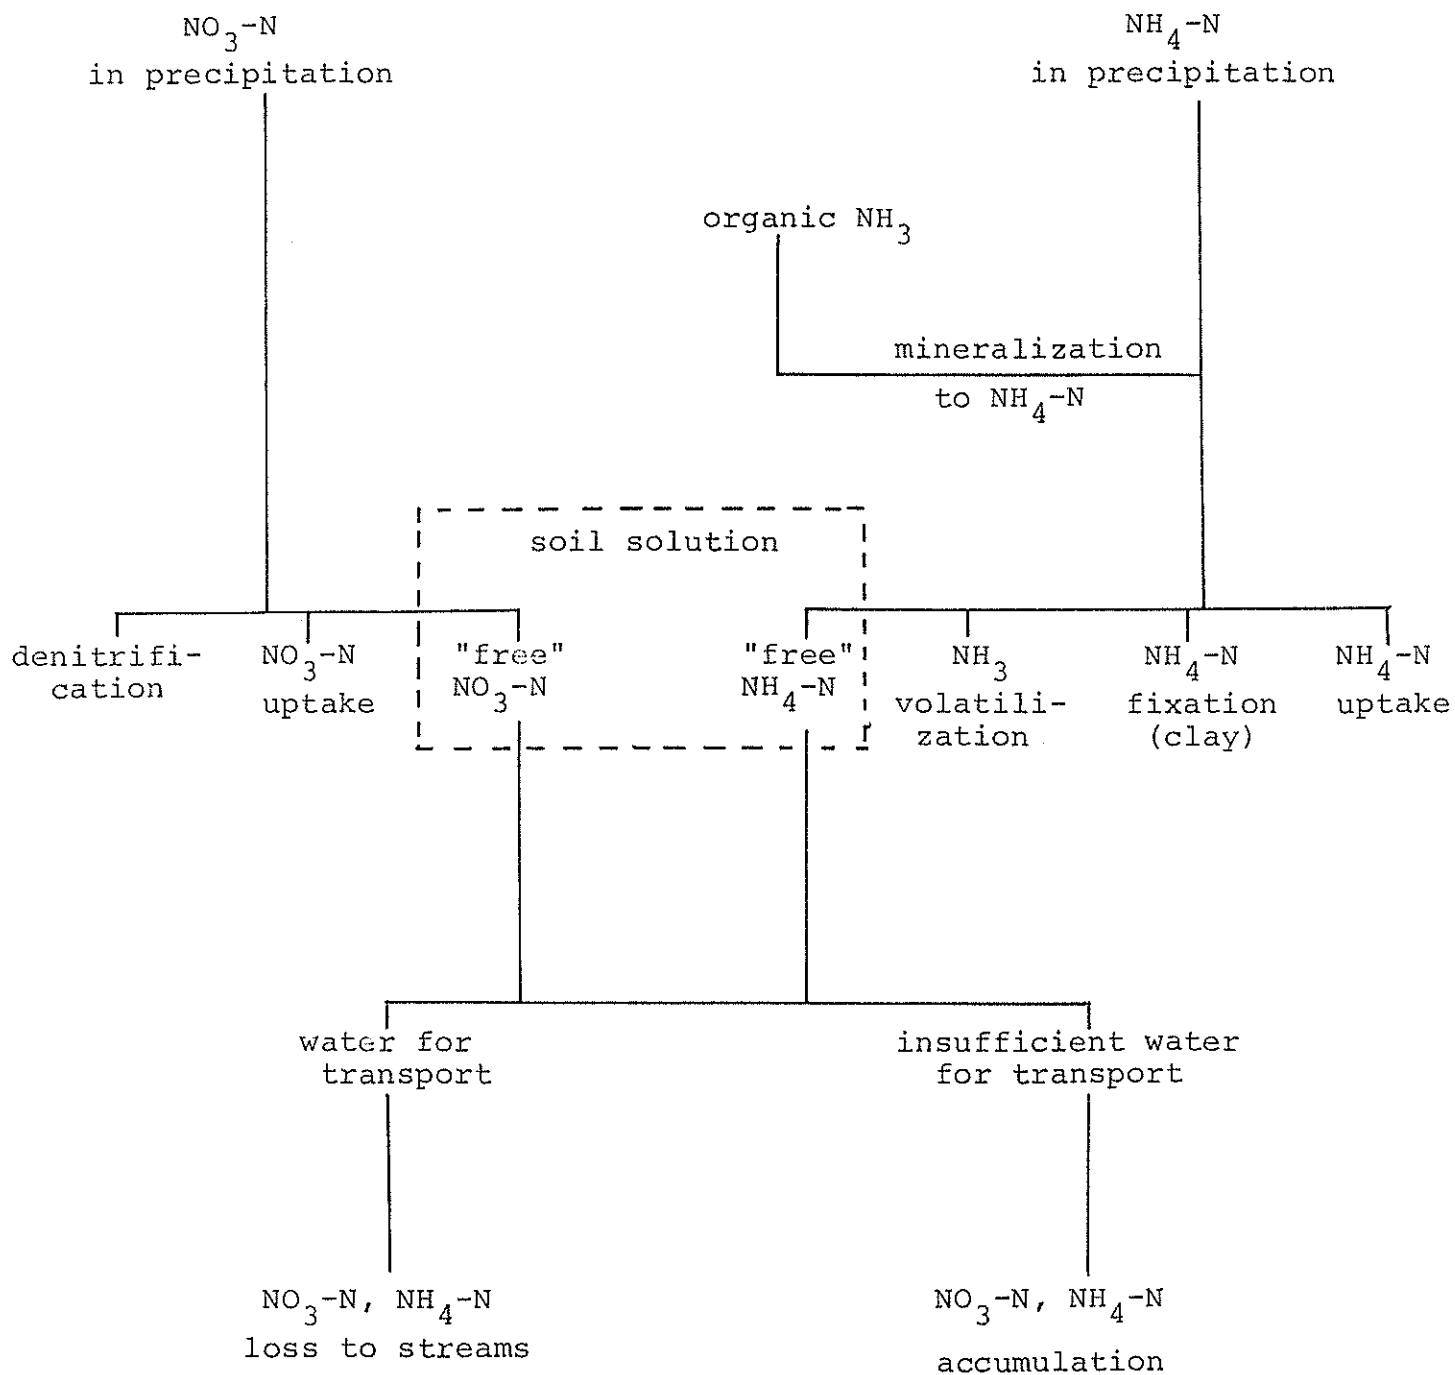 NO₃-N
in precipitation
NH₄-N
in precipitation
organic NH₃
mineralization
to NH₄-N
soil solution
denitrifi-
cation
NO₃-N
uptake
"free"
NO₃-N
"free"
NH₄-N
NH₃
volatili-
zation
NH₄-N
fixation
(clay)
NH₄-N
uptake
water for
transport
insufficient water
for transport
NO₃-N, NH₄-N
loss to streams
NO₃-N, NH₄-N
accumulation